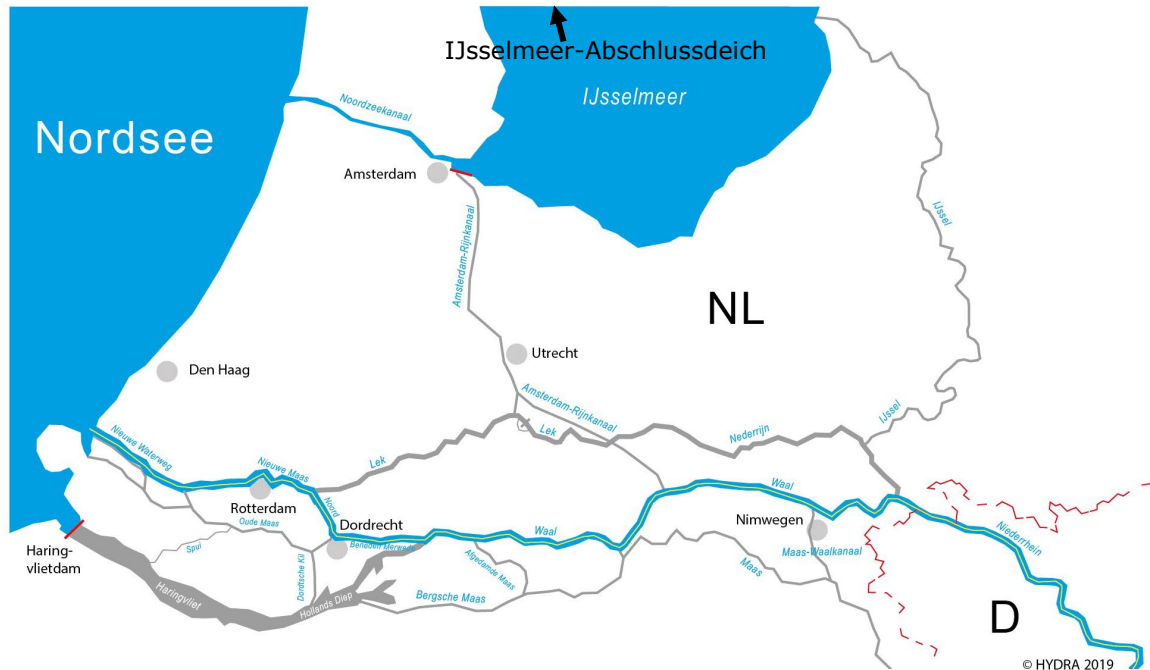 IJsselmeer-Abschlussdeich
IJsselmeer
Noordzeekanaal
Nordsee
Amsterdam
IJssel
Amsterdam-Rijnkanaal
NL
Utrecht
Den Haag
Amsterdam-Rijnkanaal
IJssel
Lek
Nederrijn
Nieuwe Waterweg
Lek
Nieuwe Maas
Waal
Noord
Rotterdam
Nimwegen
Niederrhein
Oude Maas
Dordrecht
Waal
Beneden Merwede
Haring-
vlietdam
Spui
Maas-Waalkanaal
Afgedamde Maas
Maas
Dordtsche Kil
Haringvliet
Hollands Diep
Bergsche Maas
D
© HYDRA 2019